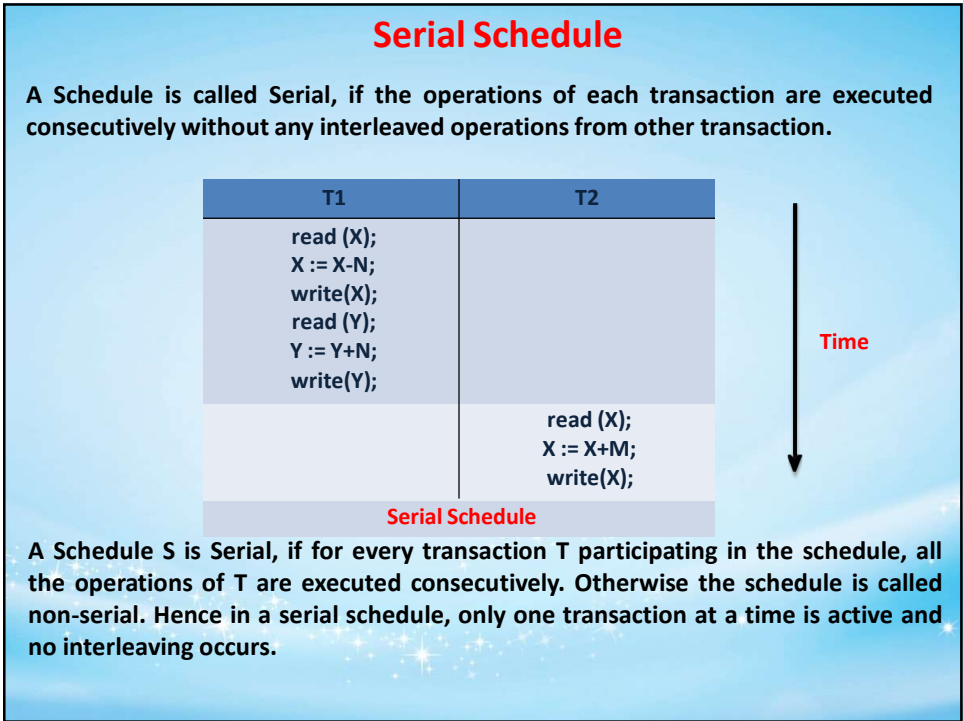 Serial Schedule
A Schedule is called Serial, if the operations of each transaction are executed
consecutively without any interleaved operations from other transaction.
T1 T2
read (X);
X := X-N;
write(X);
read (Y);
Y := Y+N;
write(Y);
Time
read (X);
X := X+M;
write(X);
Serial Schedule
A Schedule S is Serial, if for every transaction T participating in the schedule, all
the operations of T are executed consecutively. Otherwise the schedule is called
non-serial. Hence in a serial schedule, only one transaction at a time is active and
no interleaving occurs.